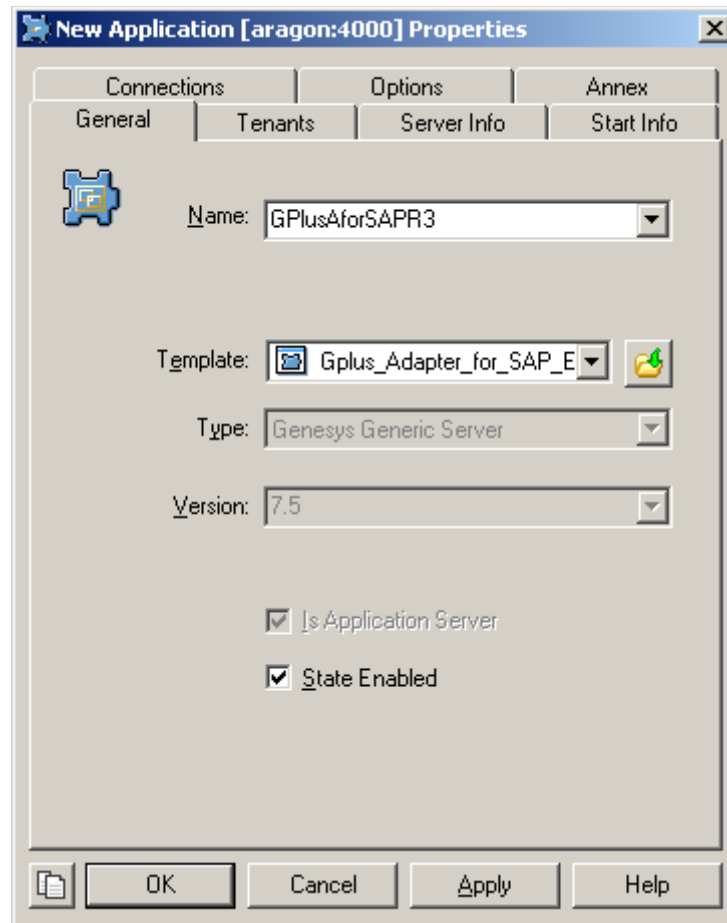 New Application [aragon:4000] Properties
Connections Options Annex
General Tenants Server Info Start Info
Name: GPlusAforSAPR3
Template: Gplus_Adapter_for_SAP_E
Type: Genesys Generic Server
Version: 7.5
Is Application Server
State Enabled
OK Cancel Apply Help